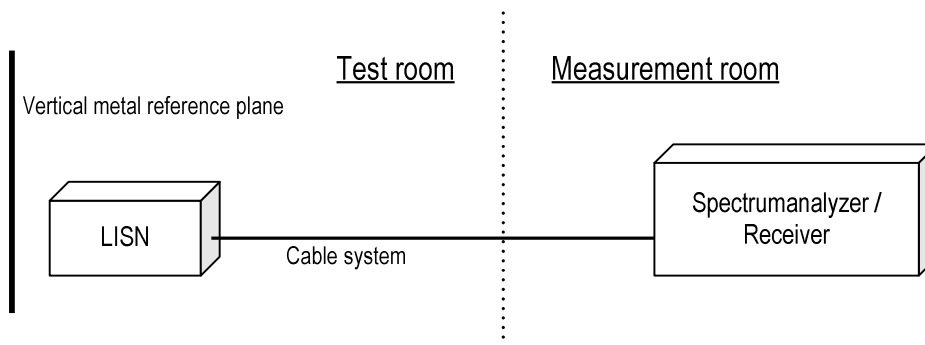 Test room
Measurement room
Vertical metal reference plane
LISN
Cable system
Spectrumanalyzer /
Receiver